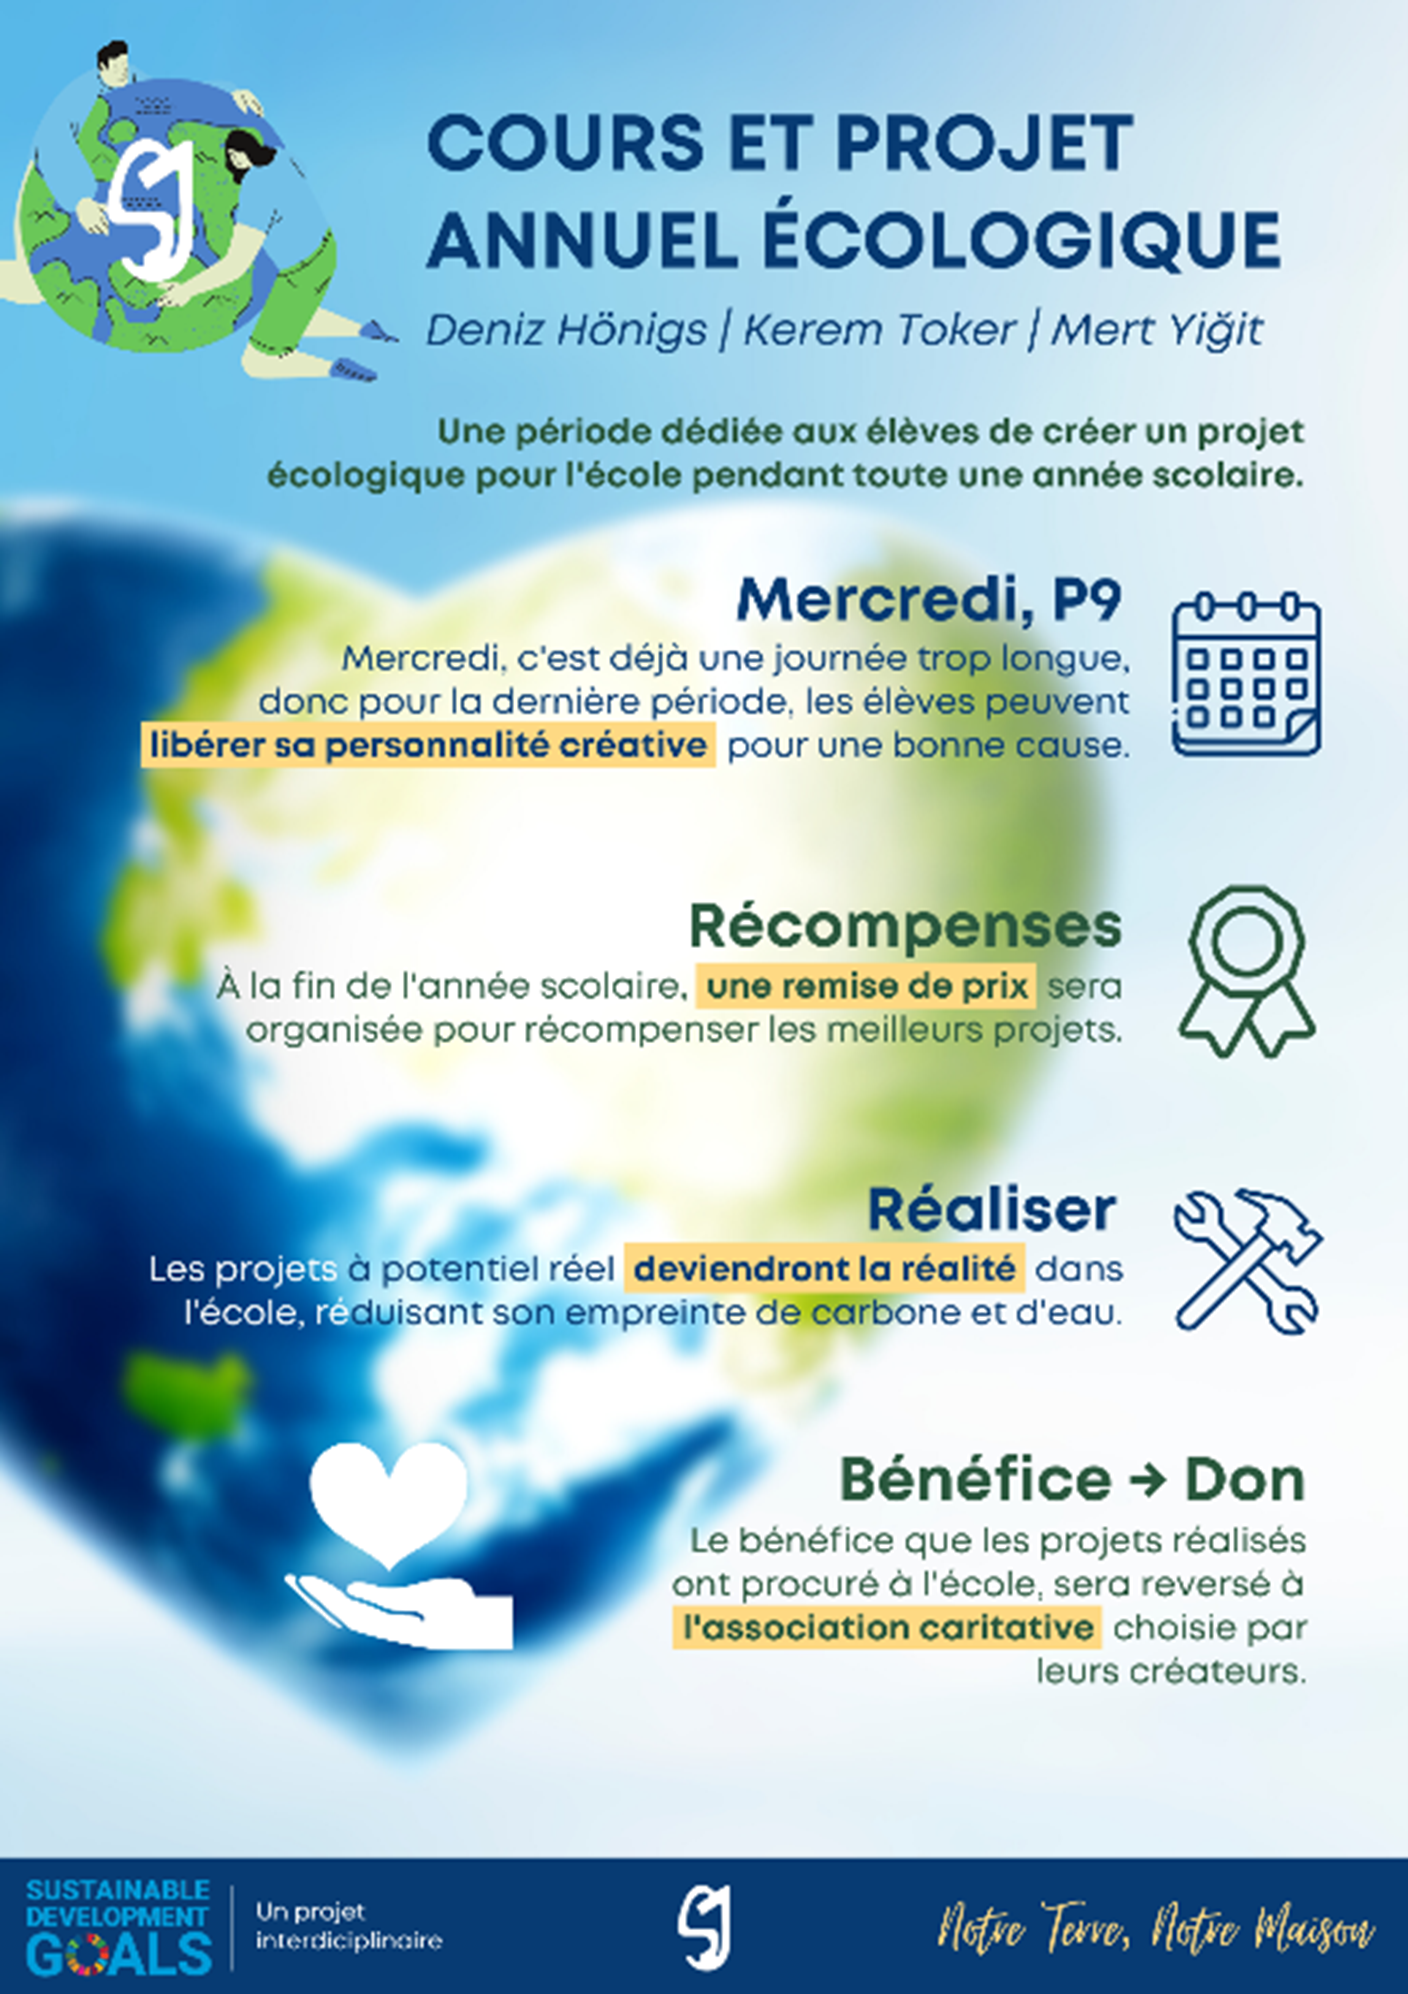 COURS ET PROJET
ANNUEL ÉCOLOGIQUE
Deniz Hönigs | Kerem Toker | Mert Yiğit
Une période dédiée aux élèves de créer un projet
écologique pour l'école pendant toute une année scolaire.
Mercredi, P9
Mercredi, c'est déjà une journée trop longue,
donc pour la dernière période, les élèves peuvent
libérer sa personnalité créative pour une bonne cause.
Récompenses
À la fin de l'année scolaire, une remise de prix sera
organisée pour récompenser les meilleurs projets.
Réaliser
Les projets à potentiel réel deviendront la réalité dans
l'école, réduisant son empreinte de carbone et d'eau.
Bénéfice → Don
Le bénéfice que les projets réalisés
ont procuré à l'école, sera reversé à
l'association caritative choisie par
leurs créateurs.
SUSTAINABLE
DEVELOPMENT
GOALS
Un projet
interdiciplinaire
Notre Terre, Notre Maison